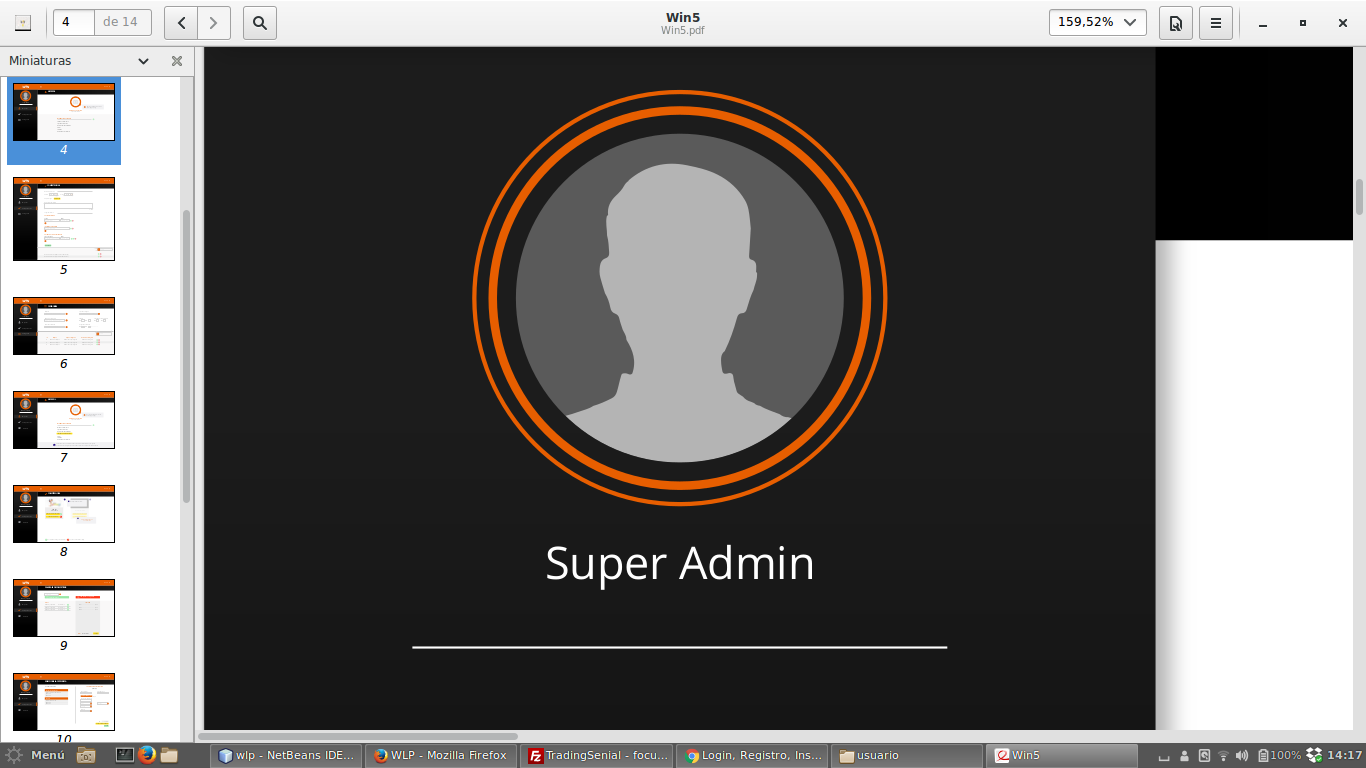 4 de 14
Win5
Win5.pdf
159,52%
Miniaturas
4
5
6
7
8
9
10
Super Admin
Menú
wlp - NetBeans IDE...
WLP - Mozilla Firefox
TradingSenial - focu...
Login, Registro, Ins...
usuario
Win5
100%
14:17